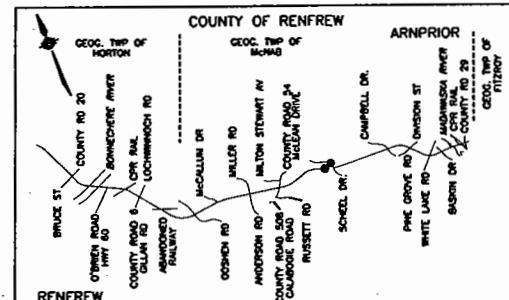 COUNTY OF RENFREW
GEOG. TWP OF
HORTON
GEOG. TWP OF
McNAB
ARNPRIOR
GEOG. TWP OF
FITZROY
BRUCE ST
COUNTY RD 20
BONNECHERE RIVER
O'BRIEN ROAD
HWY 60
CPR RAIL
COUNTY ROAD 6
GILLAN RD
LOCHWINNOCH RD
ABANDONED
RAILWAY
McCALLUM DR
GOSHEN RD
MILLER RD
ANDERSON RD
MILTON STEWART AV
COUNTY ROAD 508
CALABOGIE ROAD
COUNTY ROAD 54
McLEAN DRIVE
RUSSETT RD
SCHEEL DR.
CAMPBELL DR.
PINE GROVE RD
DIVISION ST
WHITE LAKE RD
MADAWASKA RIVER
CPR RAIL
BASKIN DR
COUNTY RD 29
RENFREW